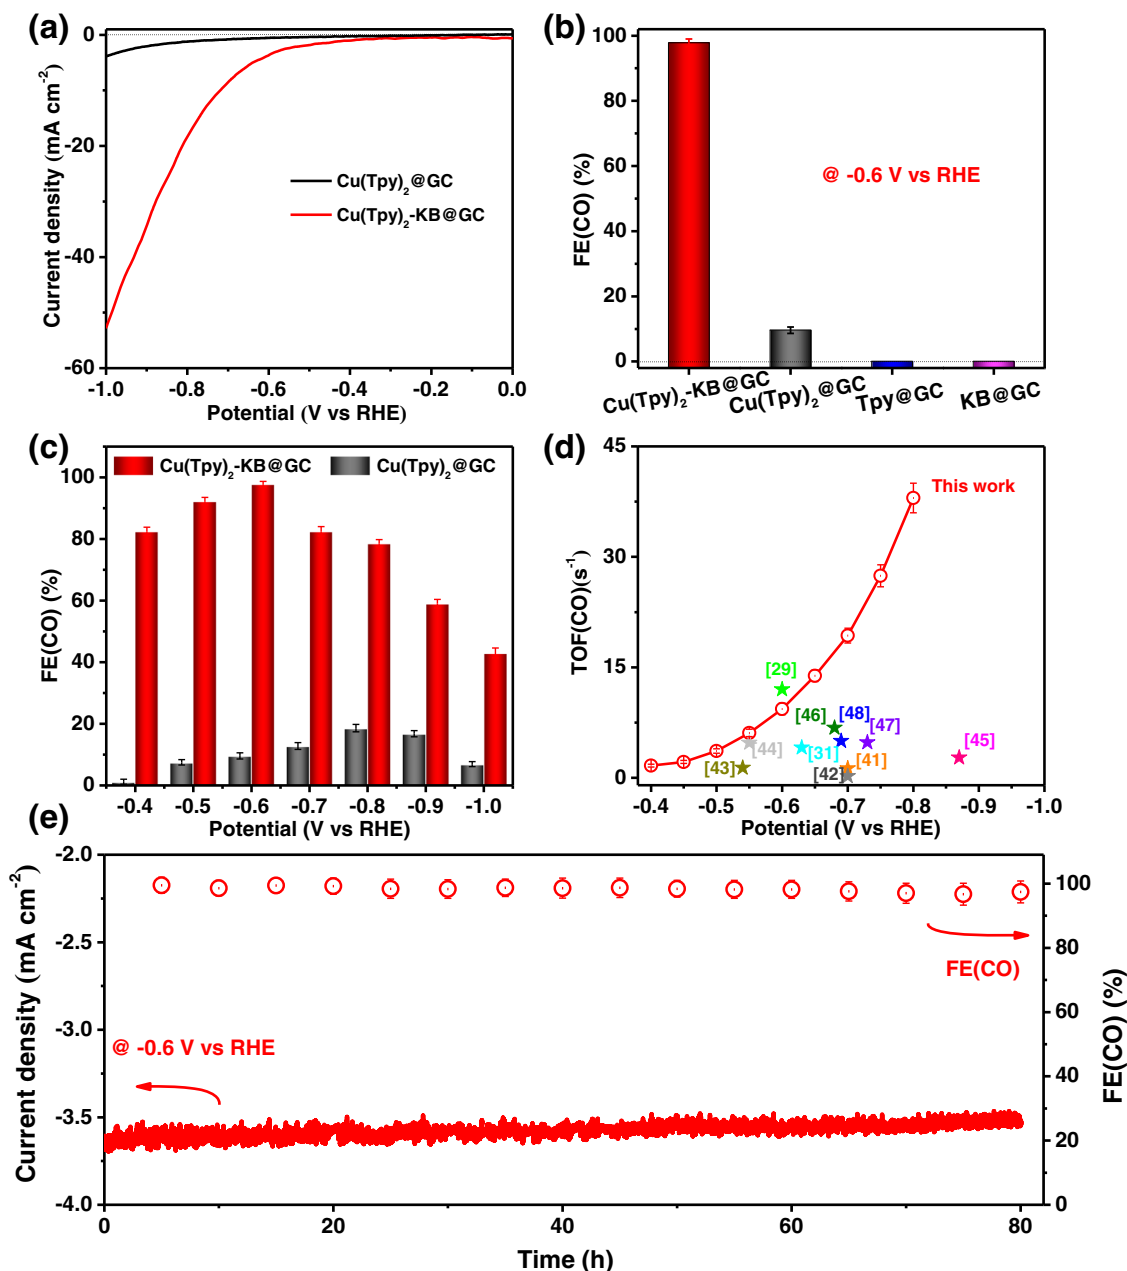 (a)
0
-20
-40
-60
Current density (mA cm⁻²)
Cu(Tpy)₂@GC
Cu(Tpy)₂-KB@GC
-1.0 -0.8 -0.6 -0.4 -0.2 0.0
Potential (V vs RHE)
(b)
100
80
60
40
20
0
FE(CO) (%)
@ -0.6 V vs RHE
Cu(Tpy)₂-KB@GC Cu(Tpy)₂@GC Tpy@GC KB@GC
(c)
Cu(Tpy)₂-KB@GC Cu(Tpy)₂@GC
100
80
60
40
20
0
FE(CO) (%)
-0.4 -0.5 -0.6 -0.7 -0.8 -0.9 -1.0
Potential (V vs RHE)
(d)
45
30
15
0
TOF(CO)(s⁻¹)
This work
[29]
[46] [48] [47]
[44] [31] [45]
[43] [42] [41]
-0.4 -0.5 -0.6 -0.7 -0.8 -0.9 -1.0
Potential (V vs RHE)
(e)
-2.0
-2.5
-3.0
-3.5
-4.0
Current density (mA cm⁻²)
FE(CO)
@ -0.6 V vs RHE
100
80
60
40
20
0
FE(CO) (%)
0 20 40 60 80
Time (h)